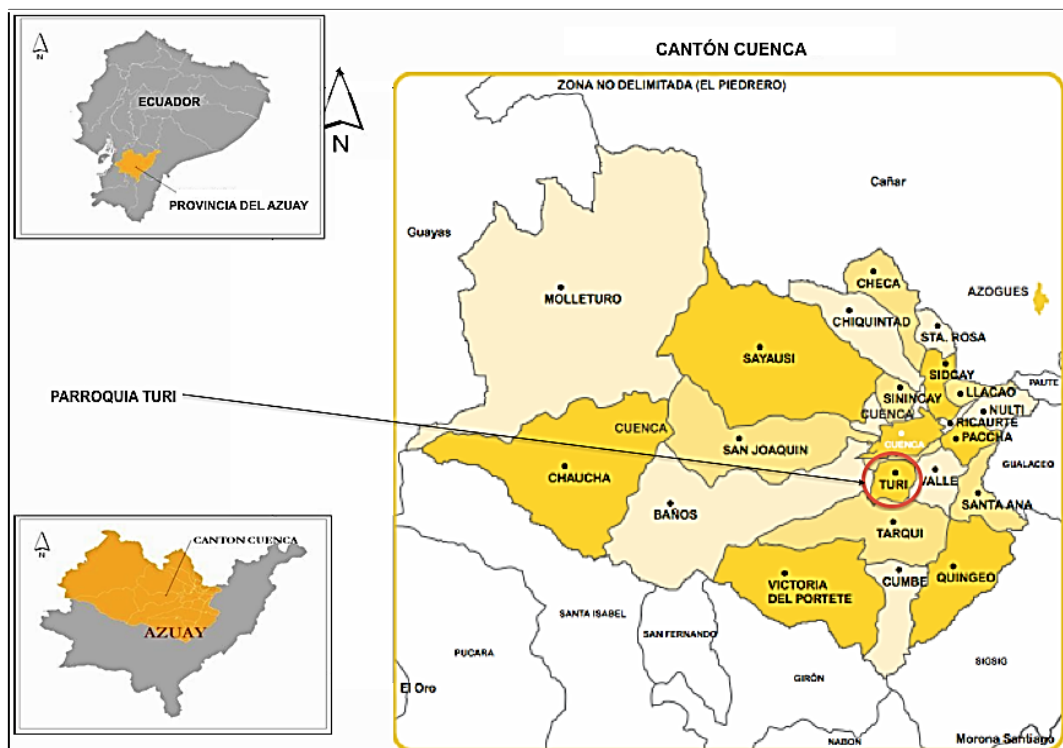 N
ECUADOR
PROVINCIA DEL AZUAY
N
CANTÓN CUENCA
ZONA NO DELIMITADA (EL PIEDRERO)
Cañar
Guayas
CHECA
MOLLETURO
AZOGUES
CHIQUINTAD
STA. ROSA
SAYAUSI
SIDCAY
PAUTE
PARROQUIA TURI
SININCAY
LLACAO
CUENCA
NULTI
RICAURTE
CUENCA
CUENCA
PACCHA
SAN JOAQUIN
GUALACEO
CHAUCHA
TURI
VALLE
SANTA ANA
BAÑOS
TARQUI
N
CANTON CUENCA
AZUAY
VICTORIA
DEL PORTETE
CUMBE
QUINGEO
SANTA ISABEL
SAN FERNANDO
PUCARA
GIRÓN
SIGSIG
El Oro
NABON
Morona Santiago